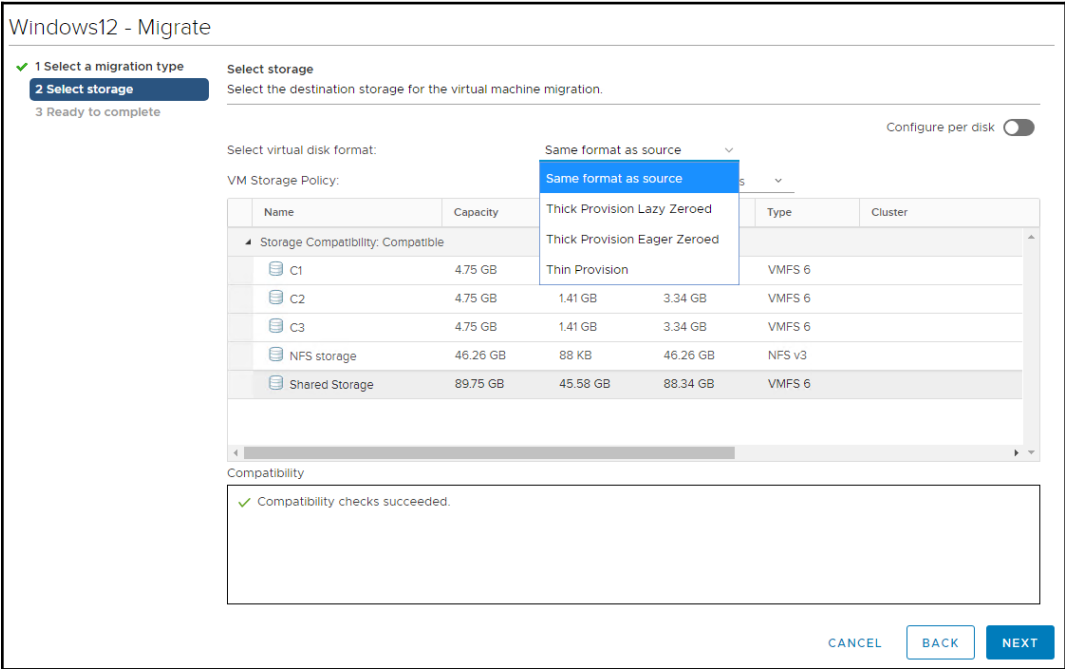 Windows12 - Migrate
1 Select a migration type
2 Select storage
3 Ready to complete
Select storage
Select the destination storage for the virtual machine migration.
Configure per disk
Select virtual disk format: Same format as source
Same format as source
Thick Provision Lazy Zeroed
Thick Provision Eager Zeroed
Thin Provision
VM Storage Policy: s
Name Capacity Type Cluster
Storage Compatibility: Compatible
C1 4.75 GB VMFS 6
C2 4.75 GB 1.41 GB 3.34 GB VMFS 6
C3 4.75 GB 1.41 GB 3.34 GB VMFS 6
NFS storage 46.26 GB 88 KB 46.26 GB NFS v3
Shared Storage 89.75 GB 45.58 GB 88.34 GB VMFS 6
Compatibility
Compatibility checks succeeded.
CANCEL BACK NEXT